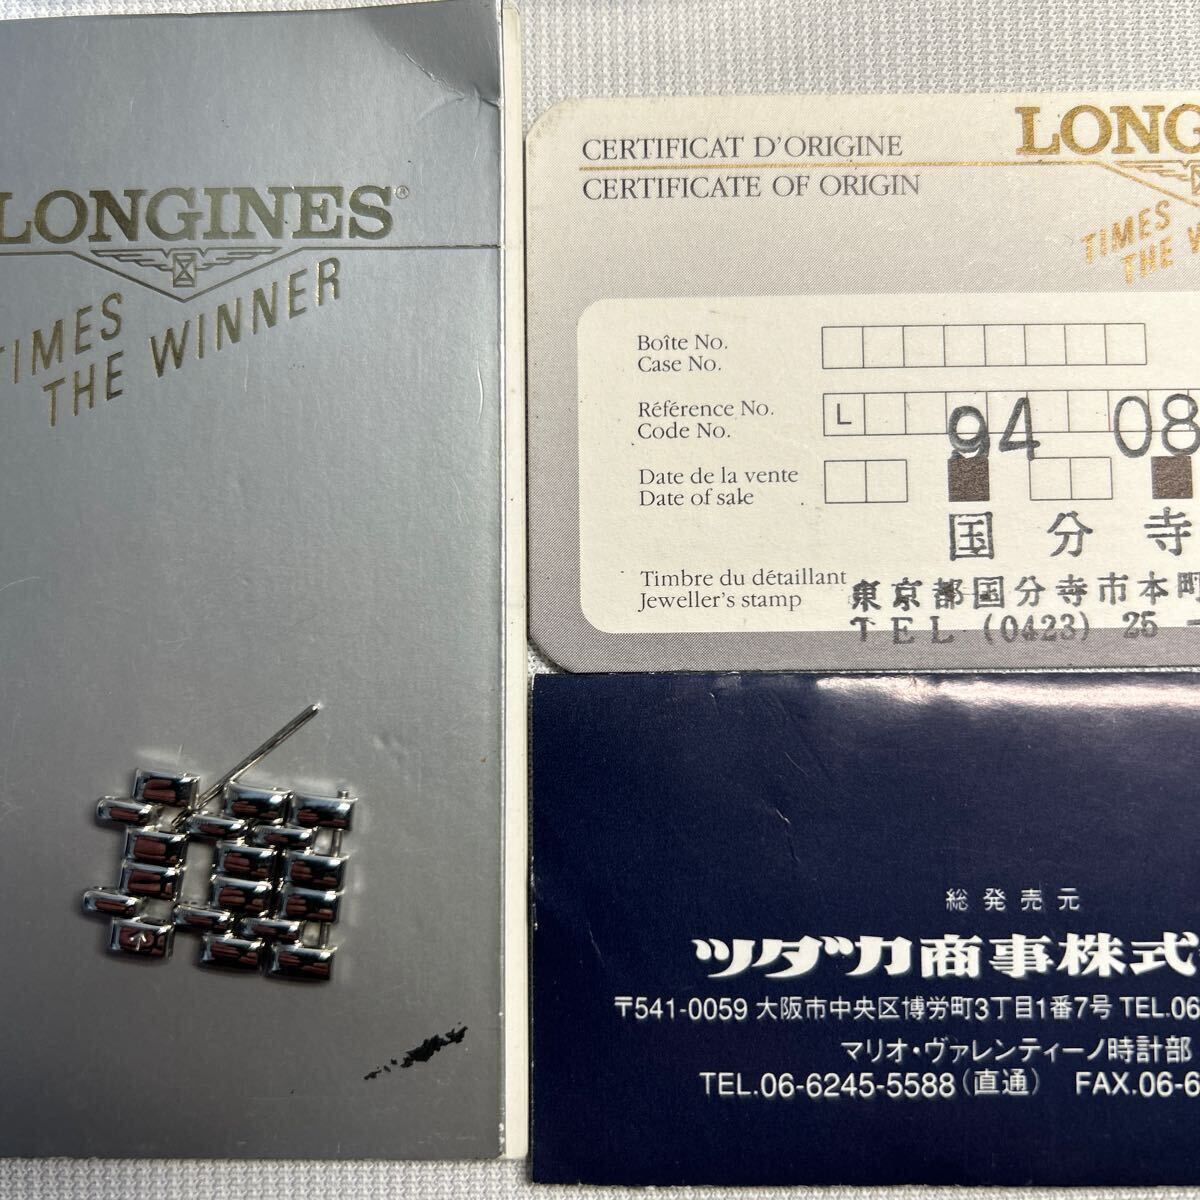 LONGINES®
TIMES
THE WINNER
CERTIFICAT D'ORIGINE
CERTIFICATE OF ORIGIN
LONG
TIMES
THE W
Boîte No.
Case No.
Référence No.
Code No.
L
94 08
Date de la vente
Date of sale
国分寺
Timbre du détaillant
Jeweller's stamp
東京都国分寺市本町
TEL (0423) 25 -
総発売元
ツダカ商事株式
〒541-0059 大阪市中央区博労町3丁目1番7号 TEL.06
マリオ・ヴァレンティーノ時計部
TEL.06-6245-5588(直通) FAX.06-6